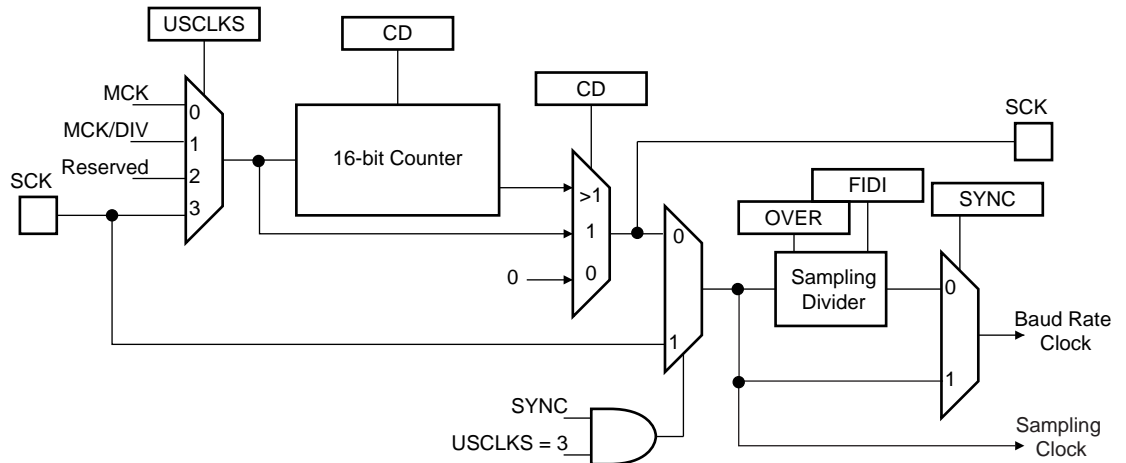 USCLKS
CD
CD
MCK
MCK/DIV
Reserved
SCK
0
1
2
3
16-bit Counter
>1
1
0
0
SCK
0
1
FIDI
OVER
SYNC
Sampling
Divider
0
1
Baud Rate
Clock
SYNC
USCLKS = 3
Sampling
Clock